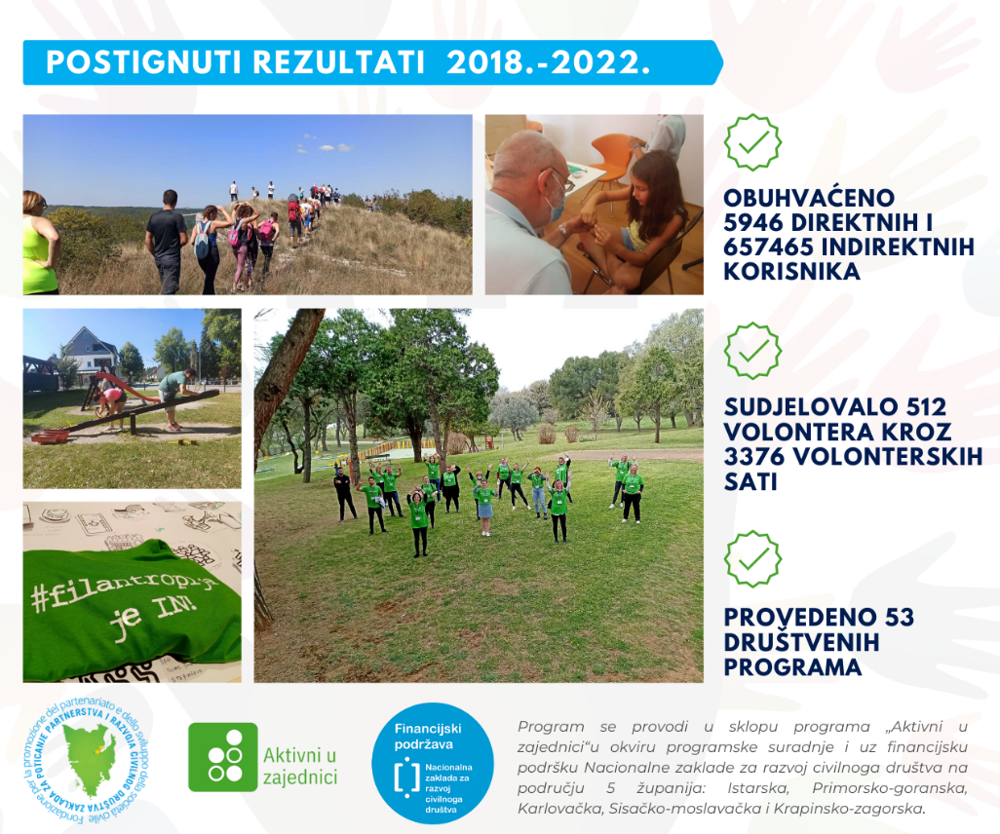 POSTIGNUTI REZULTATI 2018.-2022.
OBUHVAĆENO
5946 DIREKTNIH I
657465 INDIREKTNIH
KORISNIKA
SUDJELOVALO 512
VOLONTERA KROZ
3376 VOLONTERSKIH
SATI
#filantropija
je IN!
PROVEDENO 53
DRUŠTVENIH
PROGRAMA
Fondazione per la promozione del partenariato e dello sviluppo della società civile
ZAKLADA ZA POTICANJE PARTNERSTVA I RAZVOJA CIVILNOG DRUŠTVA
Aktivni u
zajednici
Financijski
podržava
Nacionalna
zaklada za
razvoj
civilnoga
društva
Program se provodi u sklopu programa „Aktivni u
zajednici“u okviru programske suradnje i uz financijsku
podršku Nacionalne zaklade za razvoj civilnoga društva na
području 5 županija: Istarska, Primorsko-goranska,
Karlovačka, Sisačko-moslavačka i Krapinsko-zagorska.